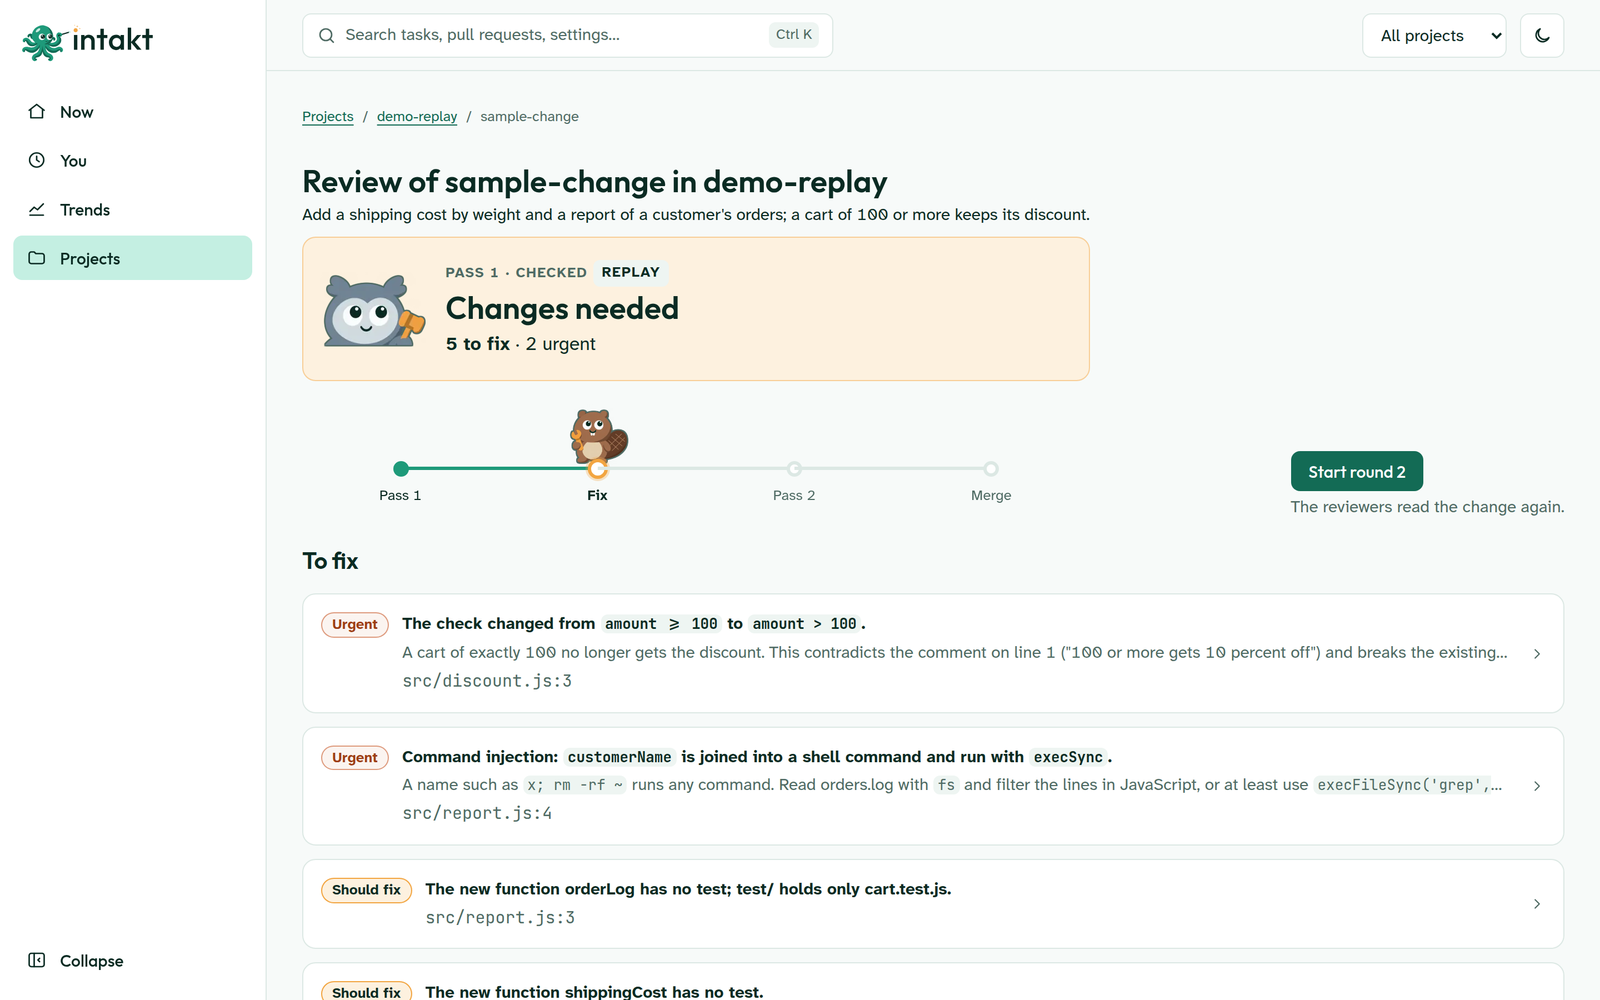 intakt
Search tasks, pull requests, settings...
Ctrl K
All projects
Now
You
Trends
Projects
Collapse
Projects / demo-replay / sample-change
Review of sample-change in demo-replay
Add a shipping cost by weight and a report of a customer's orders; a cart of 100 or more keeps its discount.
PASS 1 · CHECKED REPLAY
Changes needed
5 to fix · 2 urgent
Pass 1
Fix
Pass 2
Merge
Start round 2
The reviewers read the change again.
To fix
Urgent
The check changed from amount ⩾ 100 to amount > 100.
A cart of exactly 100 no longer gets the discount. This contradicts the comment on line 1 ("100 or more gets 10 percent off") and breaks the existing...
src/discount.js:3
Urgent
Command injection: customerName is joined into a shell command and run with execSync.
A name such as x; rm -rf ~ runs any command. Read orders.log with fs and filter the lines in JavaScript, or at least use execFileSync('grep',...
src/report.js:4
Should fix
The new function orderLog has no test; test/ holds only cart.test.js.
src/report.js:3
Should fix
The new function shippingCost has no test.